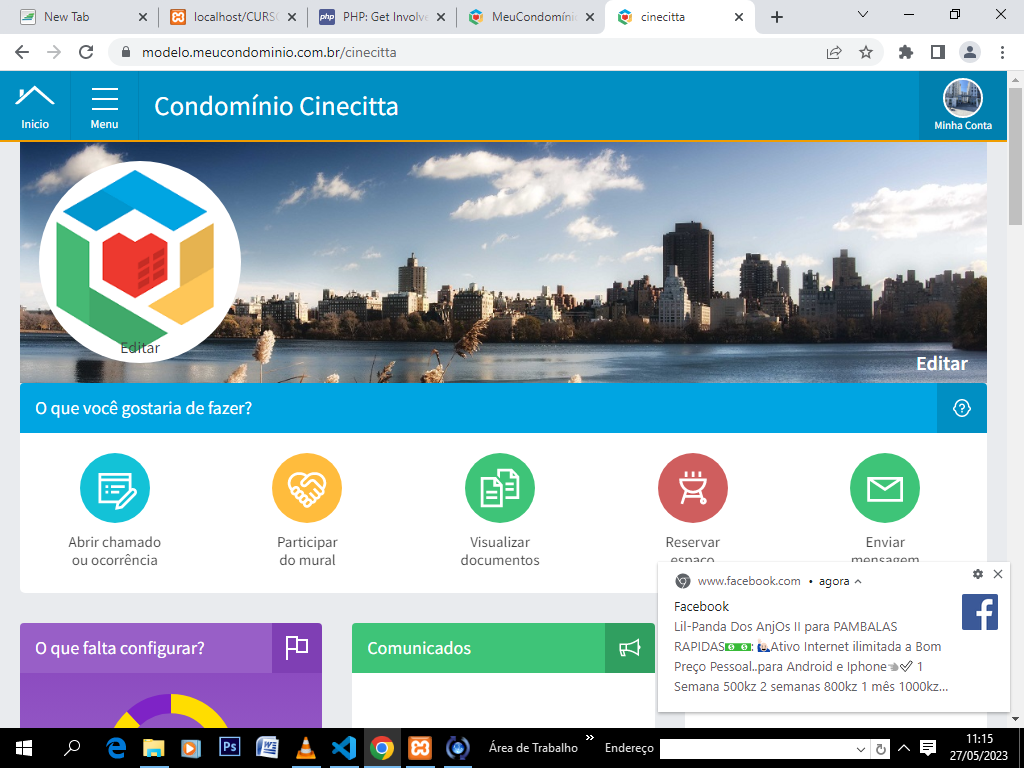 New Tab
localhost/CURS
PHP: Get Involve
MeuCondomíni
cinecitta
modelo.meucondominio.com.br/cinecitta
Inicio
Menu
Condomínio Cinecitta
Minha Conta
Editar
Editar
O que você gostaria de fazer?
Abrir chamado
ou ocorrência
Participar
do mural
Visualizar
documentos
Reservar
espaço
Enviar
mensagem
www.facebook.com • agora
Facebook
Lil-Panda Dos AnjOs II para PAMBALAS
RAPIDAS💵💵: 🙋🏻Ativo Internet ilimitada a Bom
Preço Pessoal..para Android e Iphone👈🏽✅ 1
Semana 500kz 2 semanas 800kz 1 mês 1000kz...
O que falta configurar?
Comunicados
Área de Trabalho
Endereço
11:15
27/05/2023